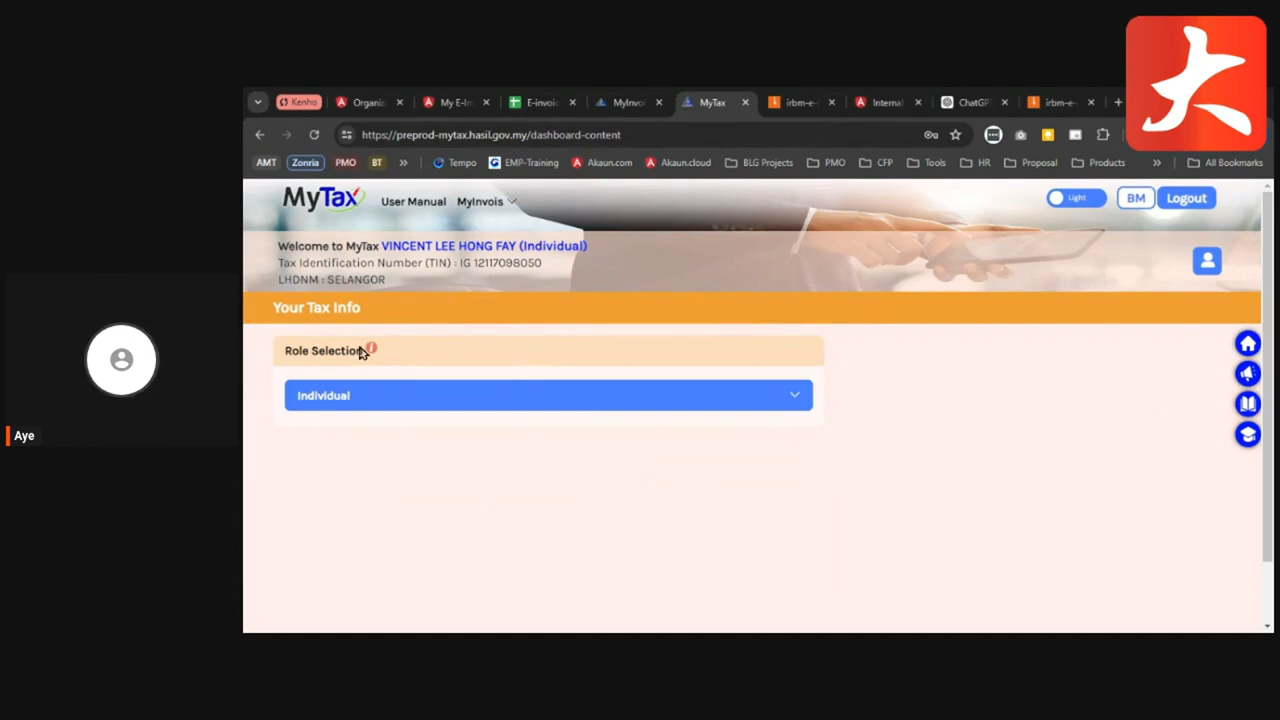 大
Kenho
Organiz
My E-In
E-invoic
MyInvoi
MyTax
irbm-e-
Internal
ChatGP
irbm-e-
https://preprod-mytax.hasil.gov.my/dashboard-content
AMT Zonria PMO BT Tempo EMP-Training Akaun.com Akaun.cloud BLG Projects PMO CFP Tools HR Proposal Products All Bookmarks
MyTax User Manual MyInvois Light BM Logout
Welcome to MyTax VINCENT LEE HONG FAY (Individual)
Tax Identification Number (TIN) : IG 12117098050
LHDNM : SELANGOR
Your Tax Info
Role Selection
Individual
Aye